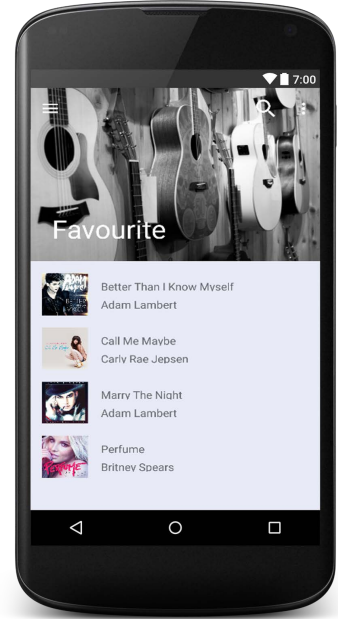 7:00
Favourite
Better Than I Know Myself
Adam Lambert
Call Me Maybe
Carly Rae Jepsen
Marry The Night
Adam Lambert
PERFUME
Perfume
Britney Spears